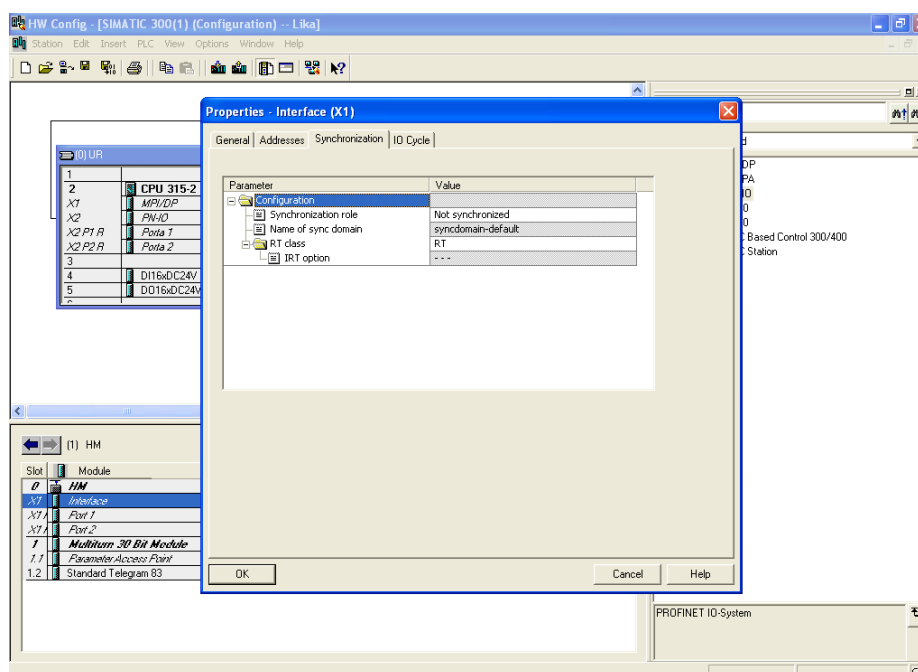 HW Config - [SIMATIC 300(1) (Configuration) -- Lika]
Station Edit Insert PLC View Options Window Help
Properties - Interface (X1)
General Addresses Synchronization IO Cycle
Parameter Value
Configuration
Synchronization role Not synchronized
Name of sync domain syncdomain-default
RT class RT
IRT option - - -
(0) UR
1
2 CPU 315-2
X1 MPI/DP
X2 PN-IO
X2 P1 R Porta 1
X2 P2 R Porta 2
3
4 DI16xDC24V
5 DO16xDC24V
d
DP
PA
IO
0
0
C Based Control 300/400
C Station
(1) HM
Slot Module
0 HM
X1 Interface
X1 Port 1
X1 Port 2
1 Multiturn 30 Bit Module
1.1 Parameter Access Point
1.2 Standard Telegram 83
OK Cancel Help
PROFINET IO-System